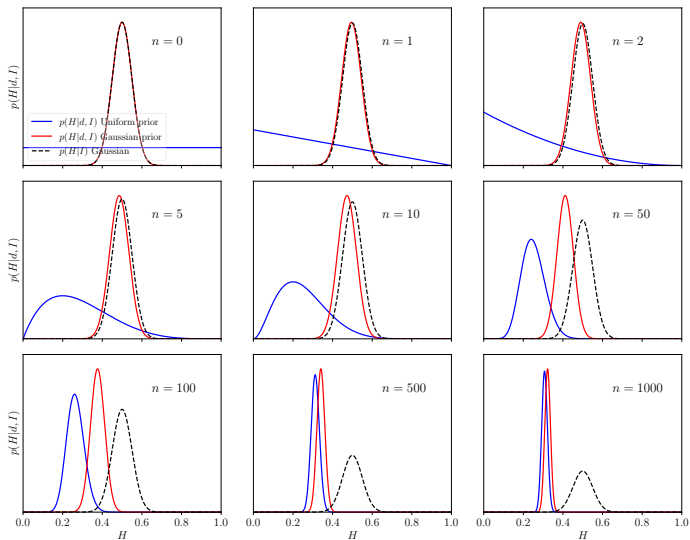 p(H|d, I)
n = 0
p(H|d, I) Uniform prior
p(H|d, I) Gaussian prior
p(H|I) Gaussian
n = 1
n = 2
p(H|d, I)
n = 5
n = 10
n = 50
p(H|d, I)
n = 100
n = 500
n = 1000
0.0 0.2 0.4 0.6 0.8 1.0
0.0 0.2 0.4 0.6 0.8 1.0
0.0 0.2 0.4 0.6 0.8 1.0
H
H
H